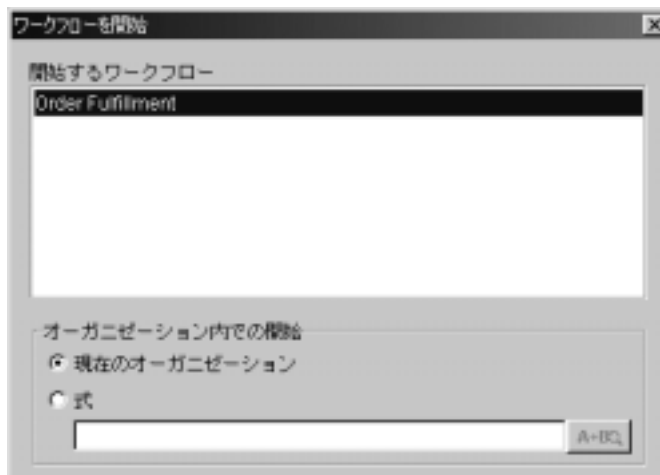 ワークフローを開始
開始するワークフロー
Order Fulfillment
オーガニゼーション内での開始
現在のオーガニゼーション
式
A+B